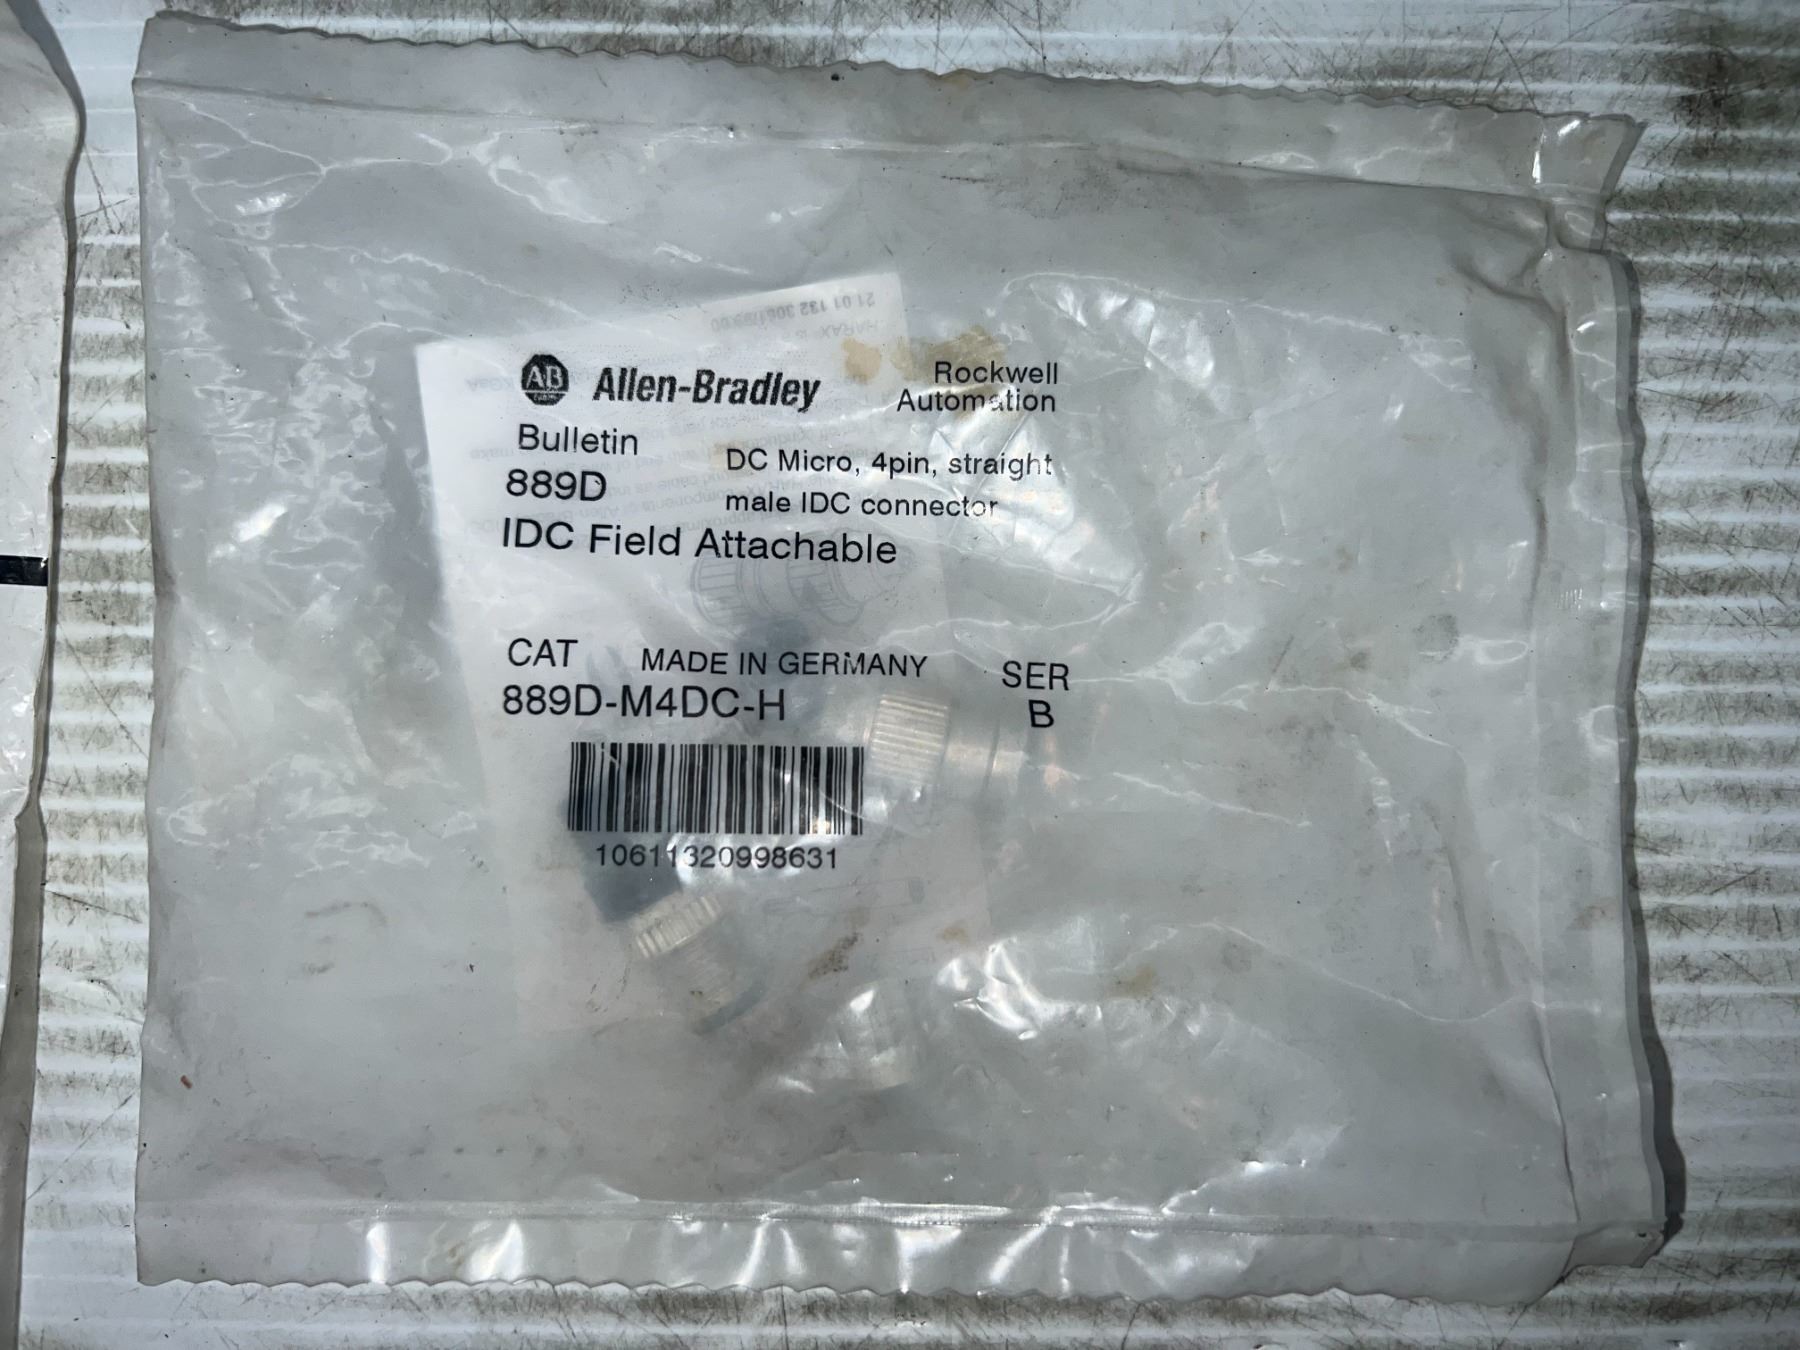 AB
Allen-Bradley
Rockwell
Automation
Bulletin
889D
DC Micro, 4pin, straight
male IDC connector
IDC Field Attachable
CAT
MADE IN GERMANY
SER
889D-M4DC-H
B
10611320998631